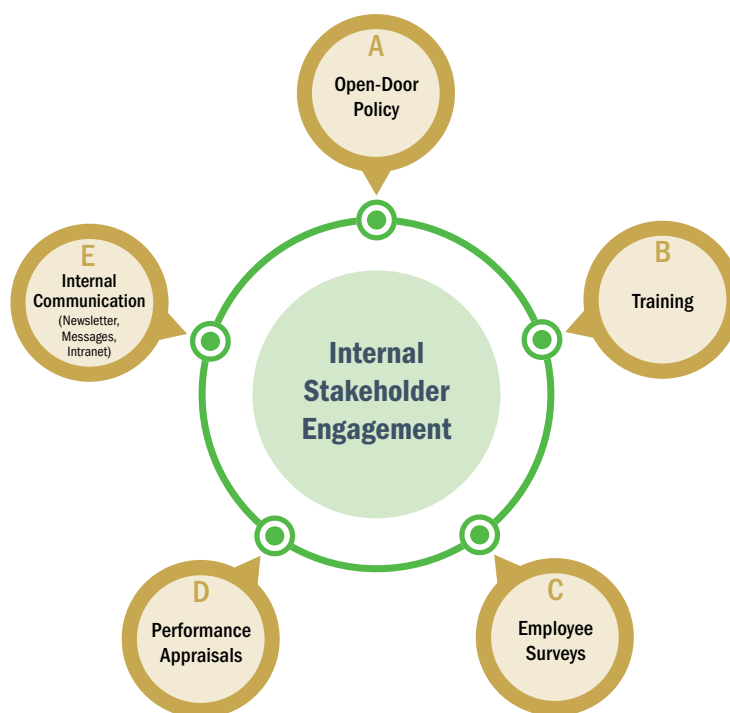 A
Open-Door
Policy
B
Training
C
Employee
Surveys
D
Performance
Appraisals
E
Internal
Communication
(Newsletter,
Messages,
Intranet)
Internal
Stakeholder
Engagement